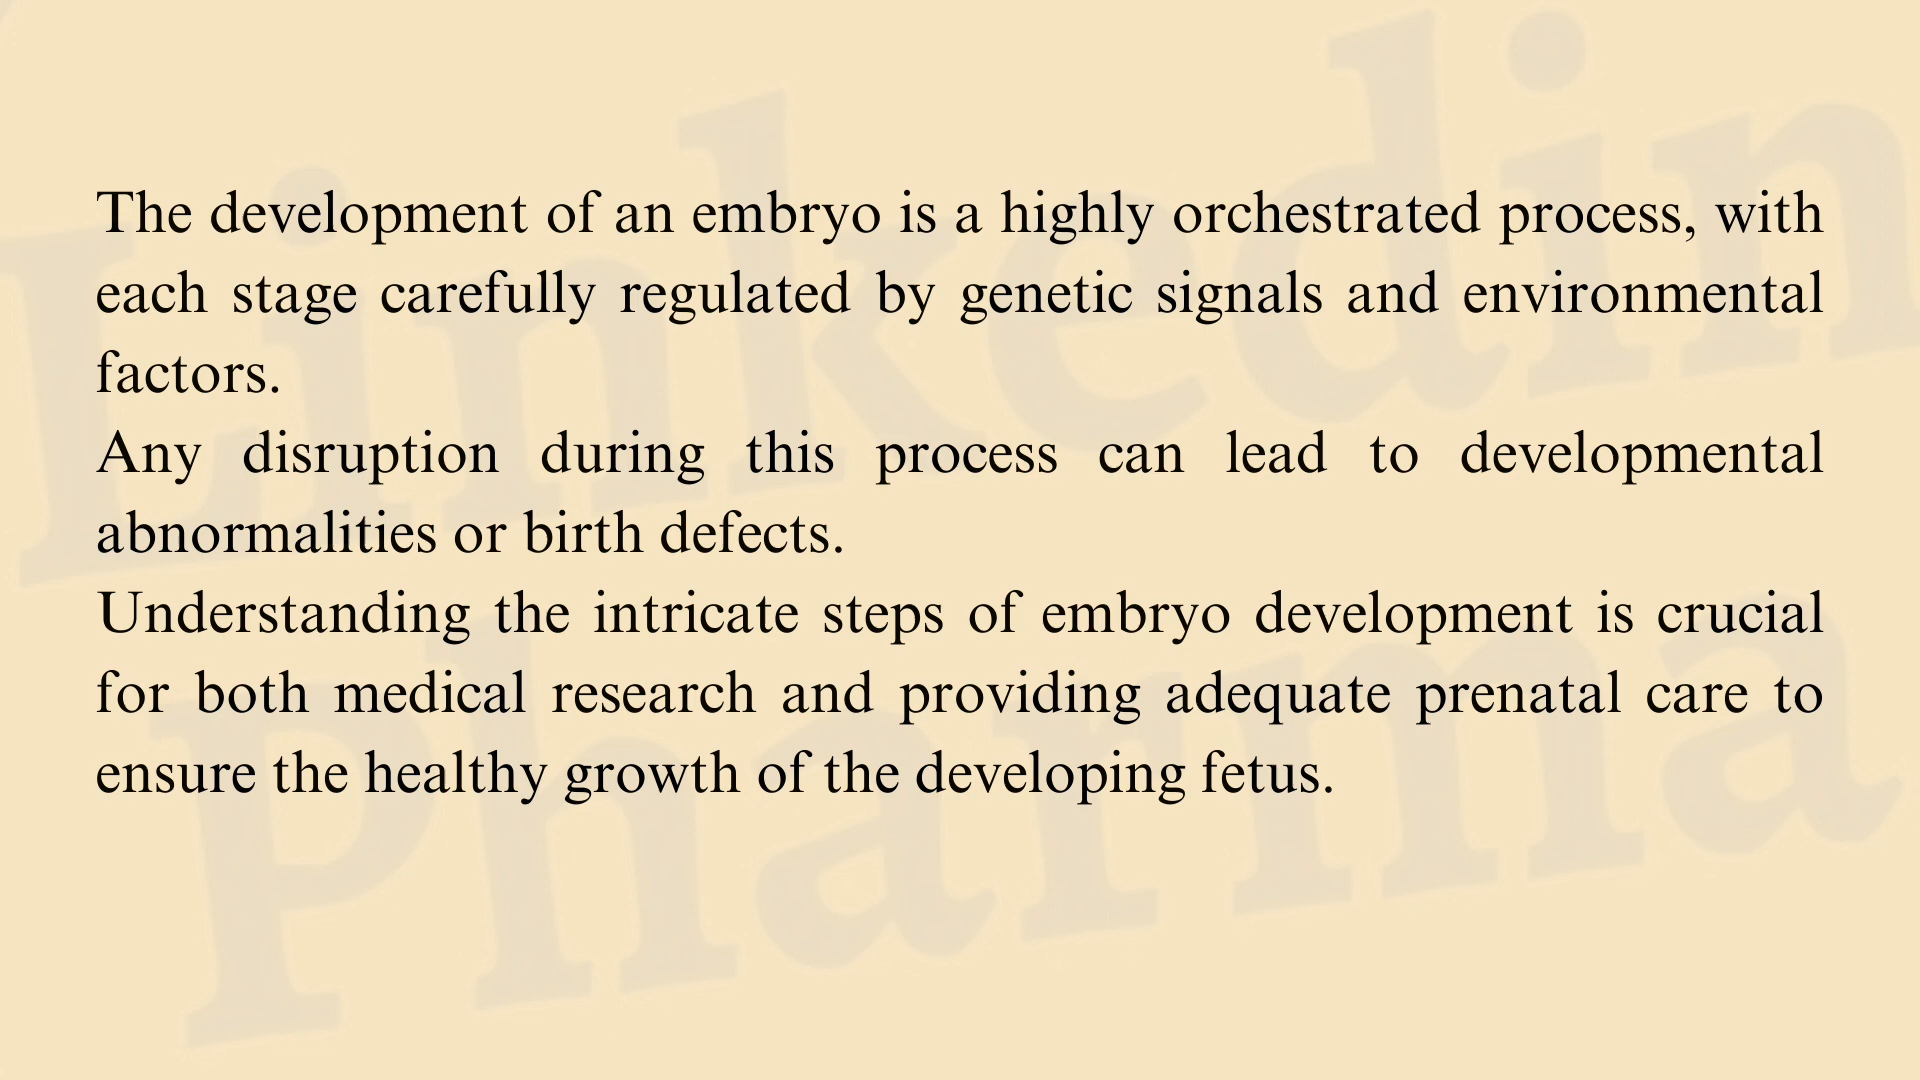 The development of an embryo is a highly orchestrated process, with
each stage carefully regulated by genetic signals and environmental
factors.
Any disruption during this process can lead to developmental
abnormalities or birth defects.
Understanding the intricate steps of embryo development is crucial
for both medical research and providing adequate prenatal care to
ensure the healthy growth of the developing fetus.
Linkedin
Pharma